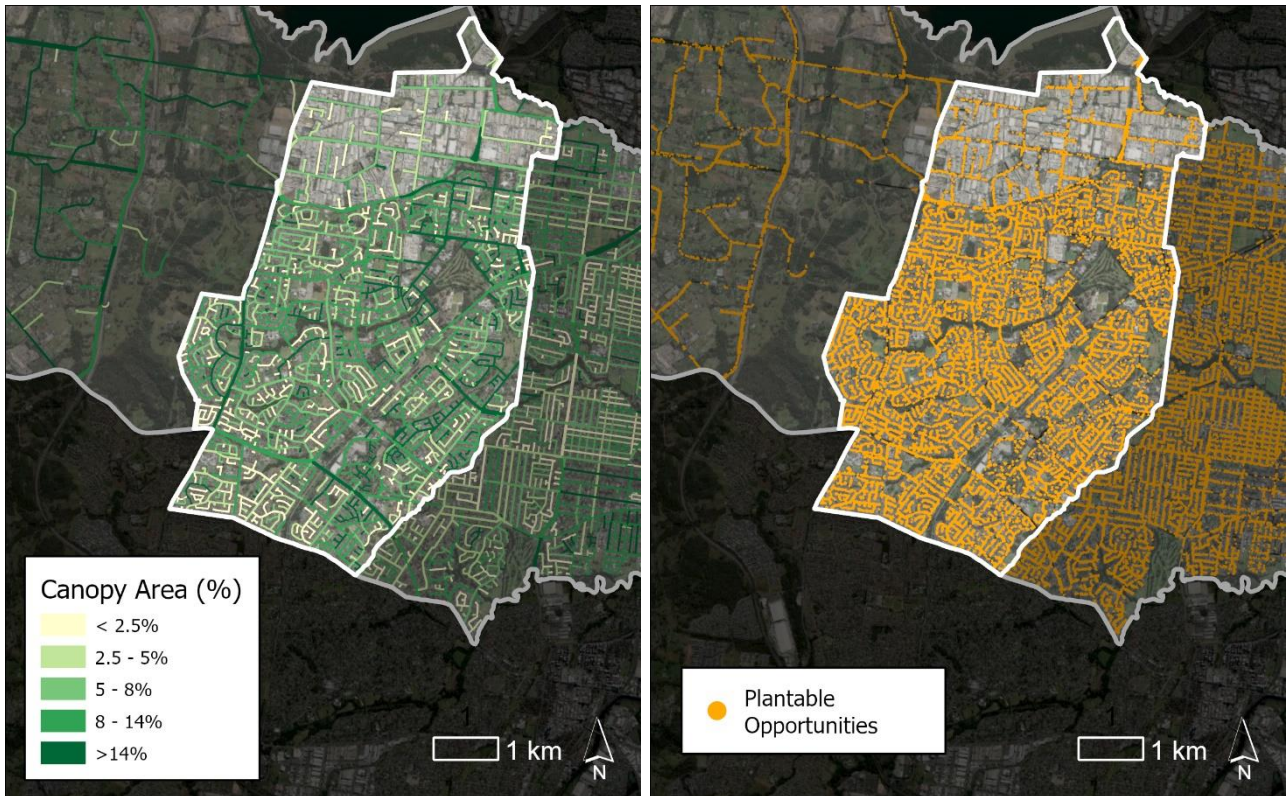 Canopy Area (%)
< 2.5%
2.5 - 5%
5 - 8%
8 - 14%
>14%
1 km
N
Plantable
Opportunities
1 km
N